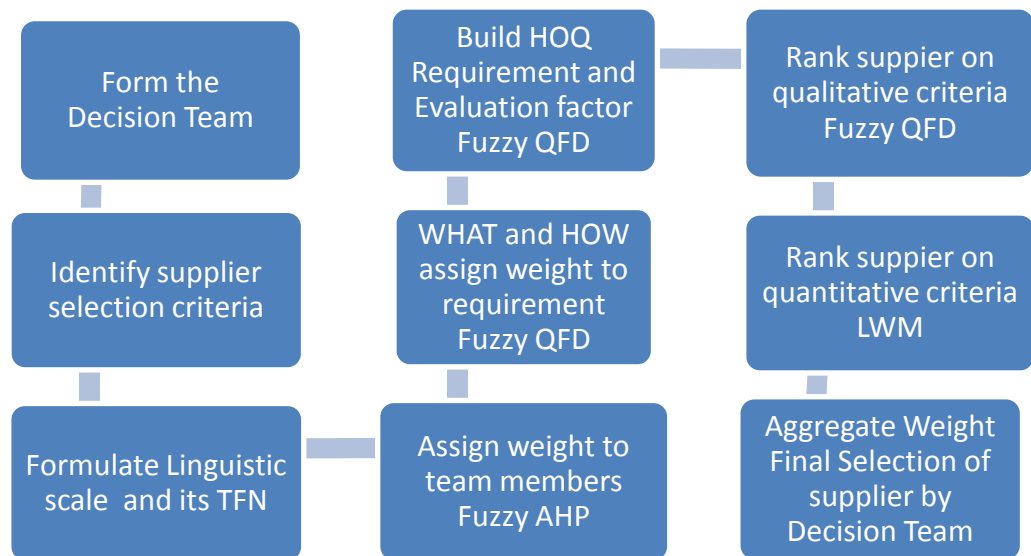 Form the
Decision Team
Identify supplier
selection criteria
Formulate Linguistic
scale and its TFN
Assign weight to
team members
Fuzzy AHP
WHAT and HOW
assign weight to
requirement
Fuzzy QFD
Build HOQ
Requirement and
Evaluation factor
Fuzzy QFD
Rank suppier on
qualitative criteria
Fuzzy QFD
Rank suppier on
quantitative criteria
LWM
Aggregate Weight
Final Selection of
supplier by
Decision Team